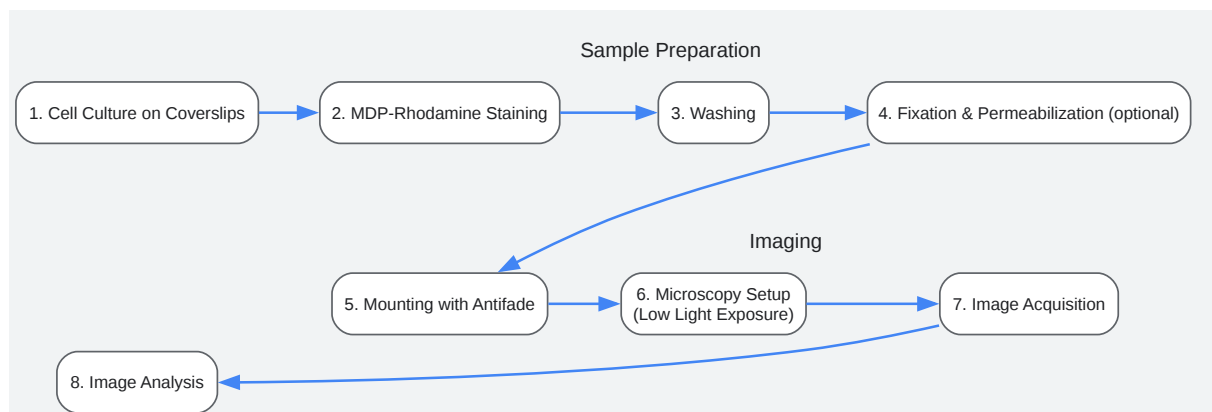 Sample Preparation
1. Cell Culture on Coverslips
2. MDP-Rhodamine Staining
3. Washing
4. Fixation & Permeabilization (optional)
Imaging
5. Mounting with Antifade
6. Microscopy Setup
(Low Light Exposure)
7. Image Acquisition
8. Image Analysis